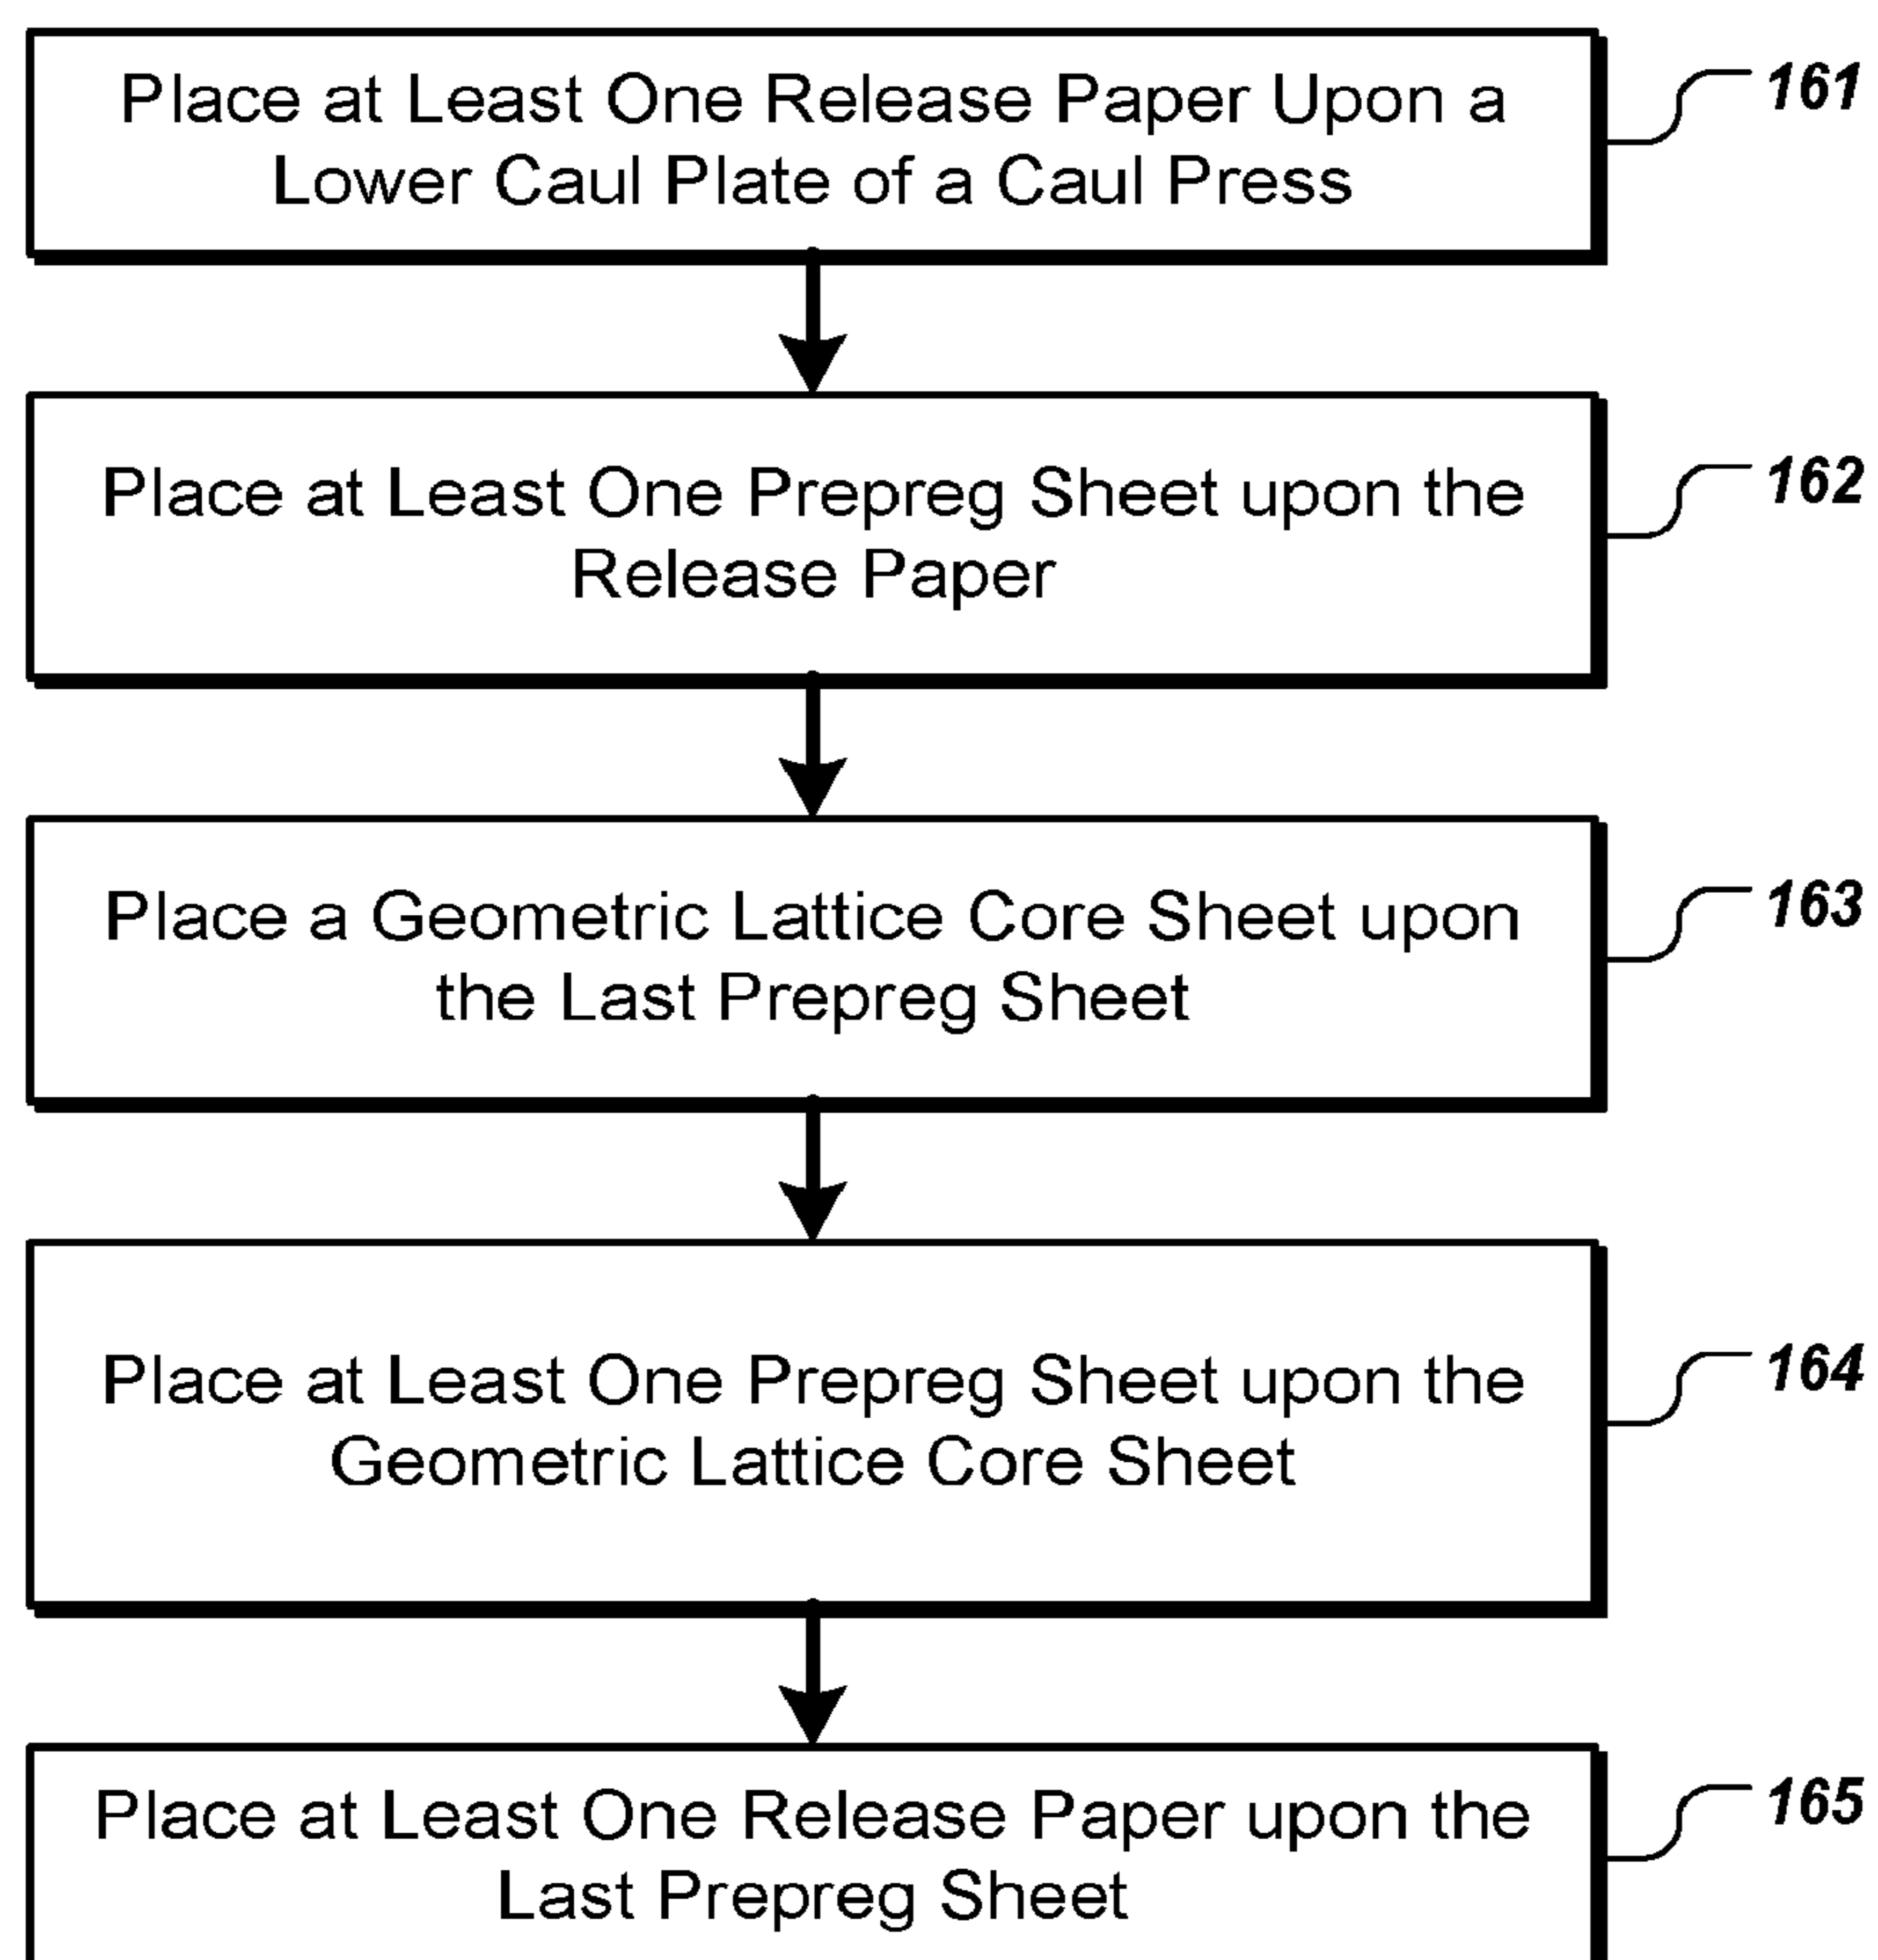 Place at Least One Release Paper Upon a
Lower Caul Plate of a Caul Press
161
Place at Least One Prepreg Sheet upon the
Release Paper
162
Place a Geometric Lattice Core Sheet upon
the Last Prepreg Sheet
163
Place at Least One Prepreg Sheet upon the
Geometric Lattice Core Sheet
164
Place at Least One Release Paper upon the
Last Prepreg Sheet
165